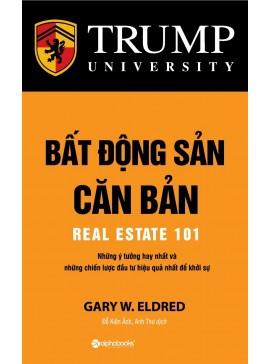 TRUMP
UNIVERSITY
BẤT ĐỘNG SẢN
CĂN BẢN
REAL ESTATE 101
Những ý tưởng hay nhất và
những chiến lược đầu tư hiệu quả nhất để khởi sự
GARY W. ELDRED
Đỗ Kiện Ảnh, Anh Thư dịch
alphabooks